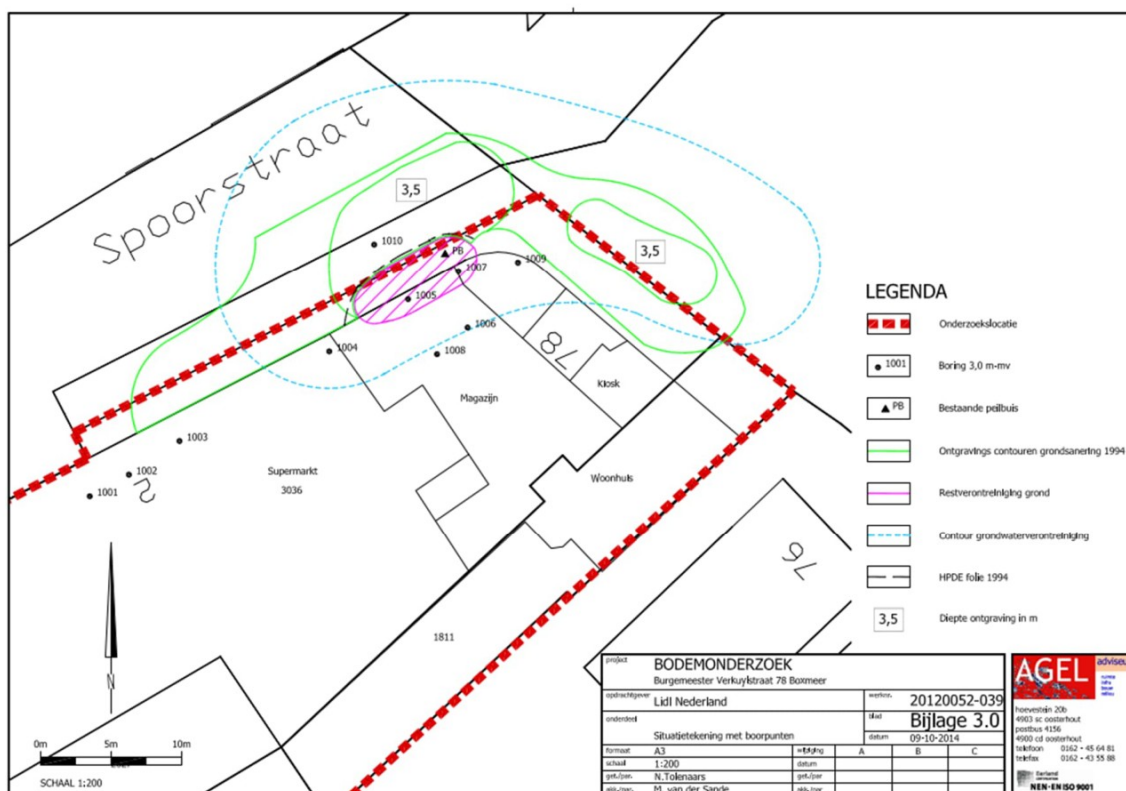 Spoorstraat
3,5
3,5
1010
PB
1007
1009
1005
1006
1004
1008
78
Kiosk
Magazijn
1003
Supermarkt
3036
1002
1001
2
Woonhuis
76
1811
N
0m 5m 10m
SCHAAL 1:200
LEGENDA
Onderzoekslocatie
1001 Boring 3,0 m-mv
PB Bestaande peilbuis
Ontgravings contouren grondsanering 1994
Restverontreiniging grond
Contour grondwaterverontreiniging
HPDE folie 1994
3,5 Diepte ontgraving in m
project BODEMONDERZOEK
Burgemeester Verkuylstraat 78 Boxmeer
opdrachtgever Lidl Nederland
werknr. 20120052-039
onderdeel
Situatietekening met boorpunten
blad Bijlage 3.0
datum 09-10-2014
formaat A3 wijziging A B C
schaal 1:200 datum
get./par. N.Tolenaars get./par
M. van der Sande
AGEL adviseu
hoevestein 20b
4903 sc oosterhout
postbus 4156
4900 cd oosterhout
telefoon 0162 - 45 64 81
telefax 0162 - 43 55 88
NEN-EN ISO 9001